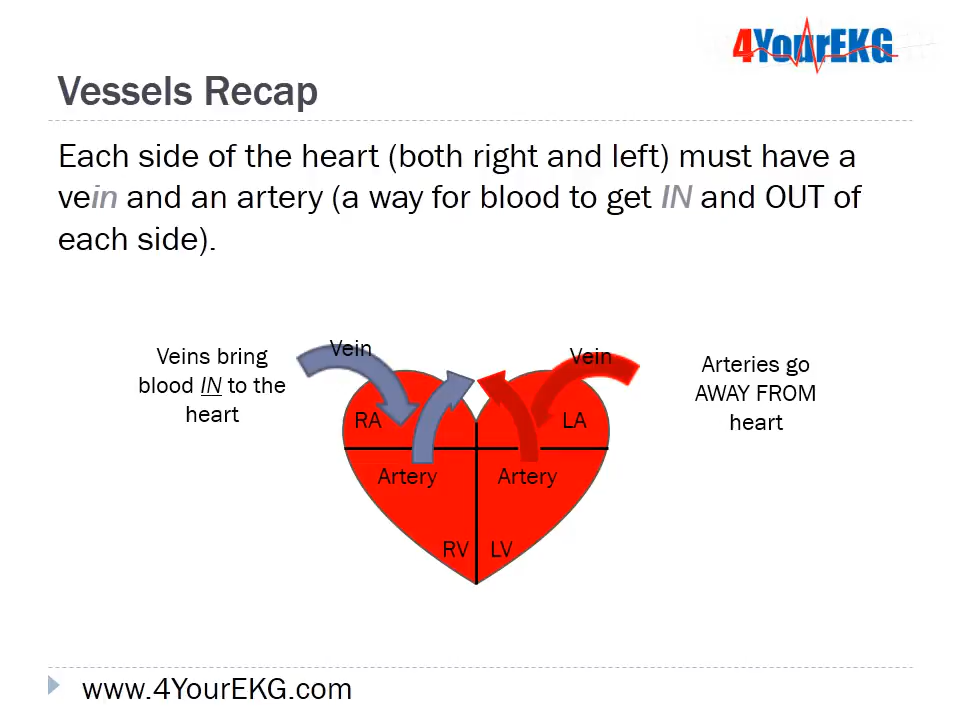 4YourEKG
Vessels Recap
Each side of the heart (both right and left) must have a
vein and an artery (a way for blood to get IN and OUT of
each side).
Veins bring
blood IN to the
heart
Vein
Vein
Arteries go
AWAY FROM
heart
RA
LA
Artery
Artery
RV
LV
www.4YourEKG.com